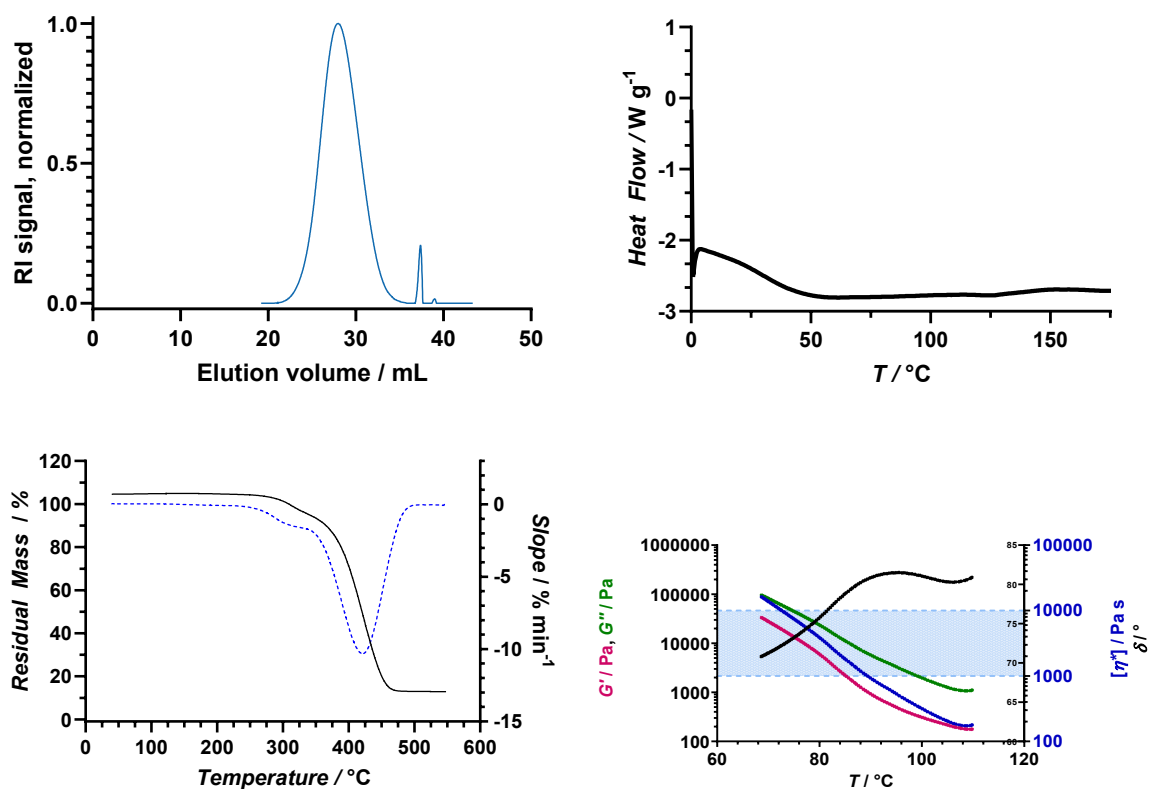 RI signal, normalized
1.0
0.5
0.0
0 10 20 30 40 50
Elution volume / mL
Heat Flow / W g-1
1
0
-1
-2
-3
0 50 100 150
T / °C
Residual Mass / %
120
100
80
60
40
20
0
0 100 200 300 400 500 600
Temperature / °C
0
-5
-10
-15
Slope / % min-1
G' / Pa, G'' / Pa
1000000
100000
10000
1000
100
60 80 100 120
T / °C
85
80
75
70
65
60
δ / °
100000
10000
1000
100
[η*] / Pa s